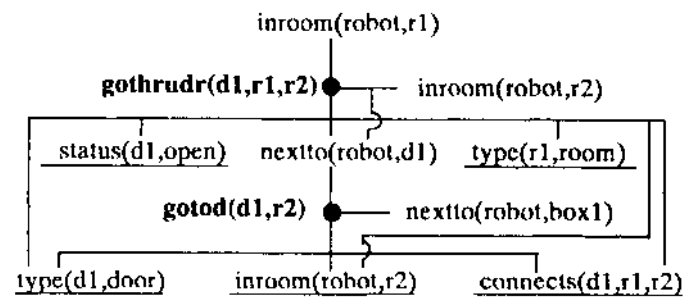 inroom(robot,r1)
gothrudr(d1,r1,r2) inroom(robot,r2)
status(d1,open) nextto(robot,d1) type(r1,room)
gotod(d1,r2) nextto(robot,box1)
type(d1,door) inroom(robot,r2) connects(d1,r1,r2)